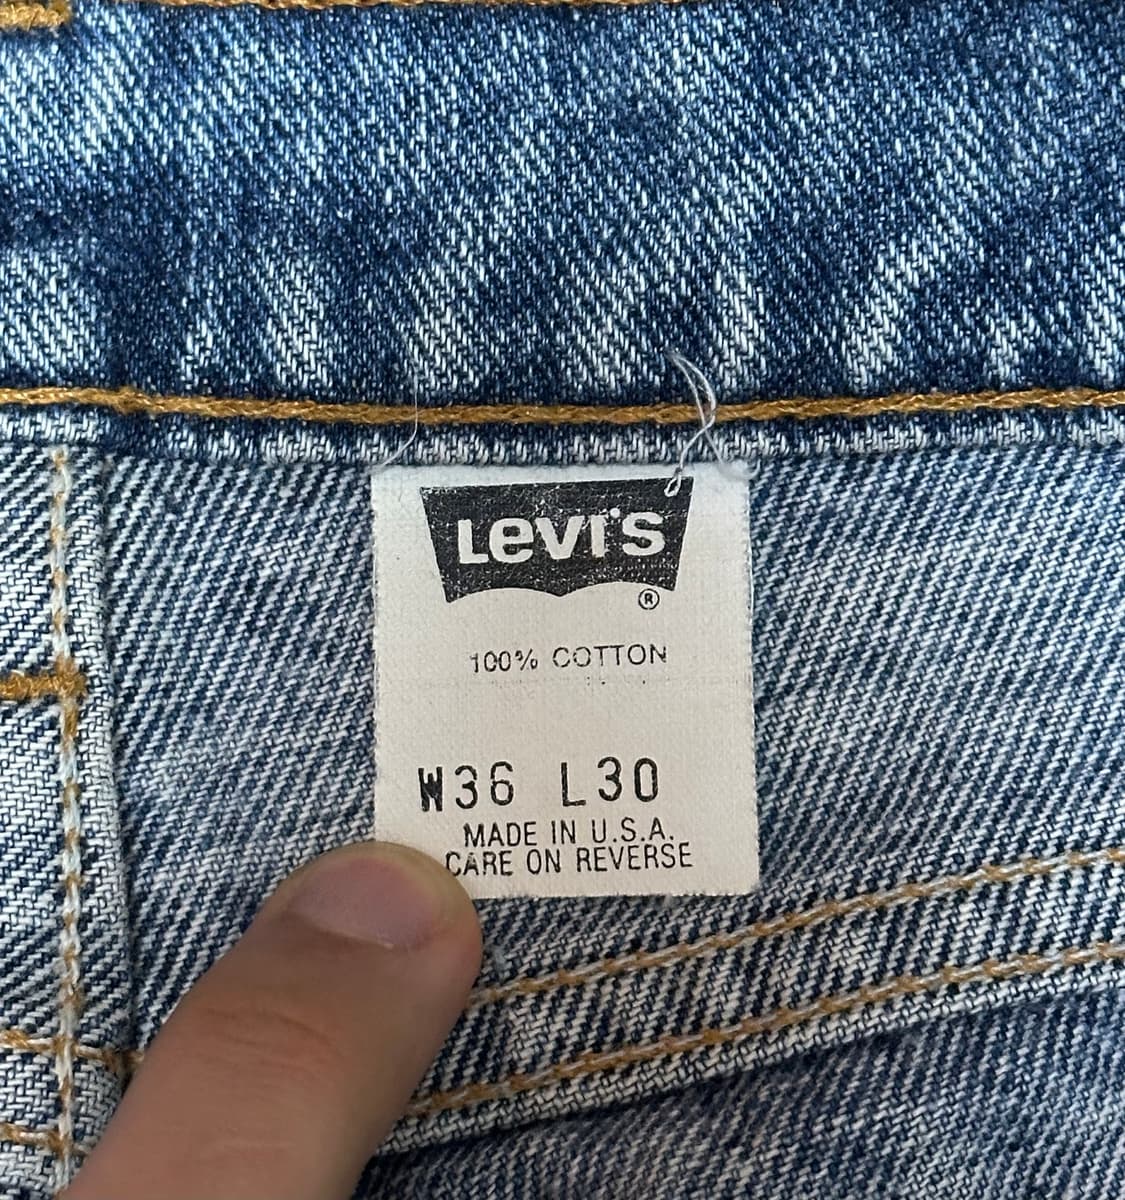 LEVI'S
®
100% COTTON
W36 L30
MADE IN U.S.A.
CARE ON REVERSE